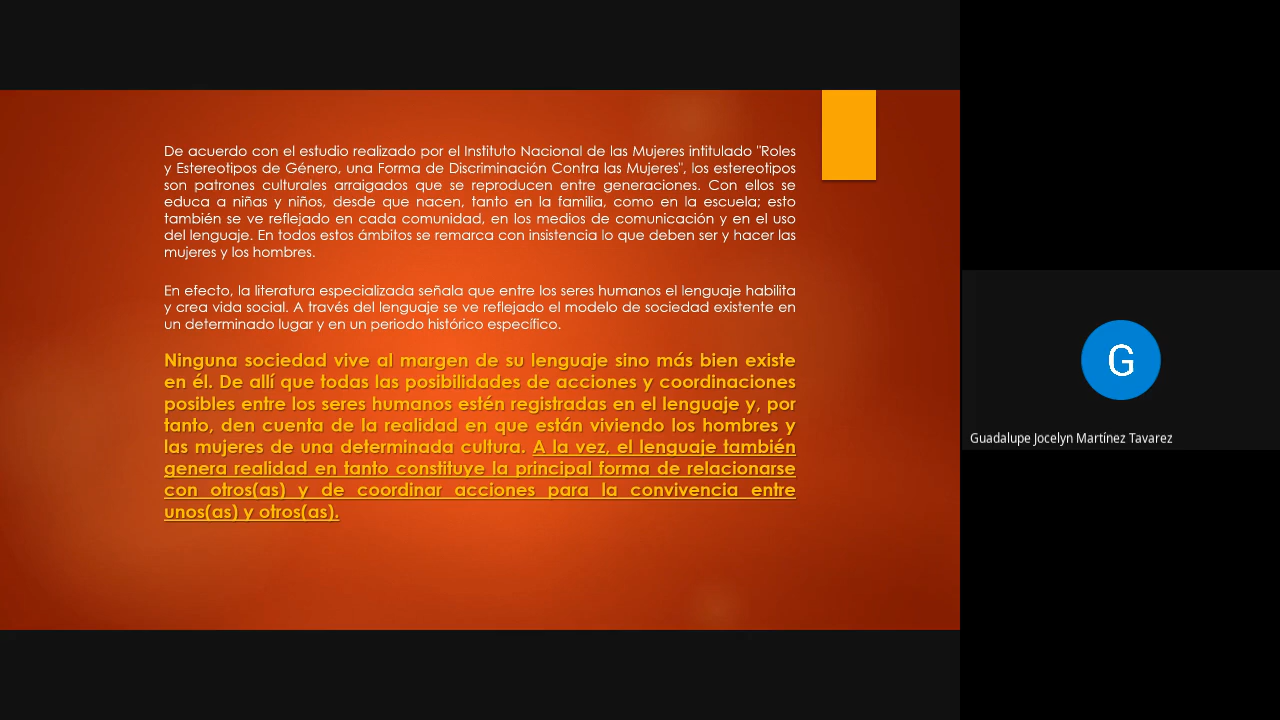 De acuerdo con el estudio realizado por el Instituto Nacional de las Mujeres intitulado "Roles
y Estereotipos de Género, una Forma de Discriminación Contra las Mujeres", los estereotipos
son patrones culturales arraigados que se reproducen entre generaciones. Con ellos se
educa a niñas y niños, desde que nacen, tanto en la familia, como en la escuela; esto
también se ve reflejado en cada comunidad, en los medios de comunicación y en el uso
del lenguaje. En todos estos ámbitos se remarca con insistencia lo que deben ser y hacer las
mujeres y los hombres.
En efecto, la literatura especializada señala que entre los seres humanos el lenguaje habilita
y crea vida social. A través del lenguaje se ve reflejado el modelo de sociedad existente en
un determinado lugar y en un periodo histórico específico.
Ninguna sociedad vive al margen de su lenguaje sino más bien existe
en él. De allí que todas las posibilidades de acciones y coordinaciones
posibles entre los seres humanos estén registradas en el lenguaje y, por
tanto, den cuenta de la realidad en que están viviendo los hombres y
las mujeres de una determinada cultura. A la vez, el lenguaje también
genera realidad en tanto constituye la principal forma de relacionarse
con otros(as) y de coordinar acciones para la convivencia entre
unos(as) y otros(as).
G
Guadalupe Jocelyn Martínez Tavarez